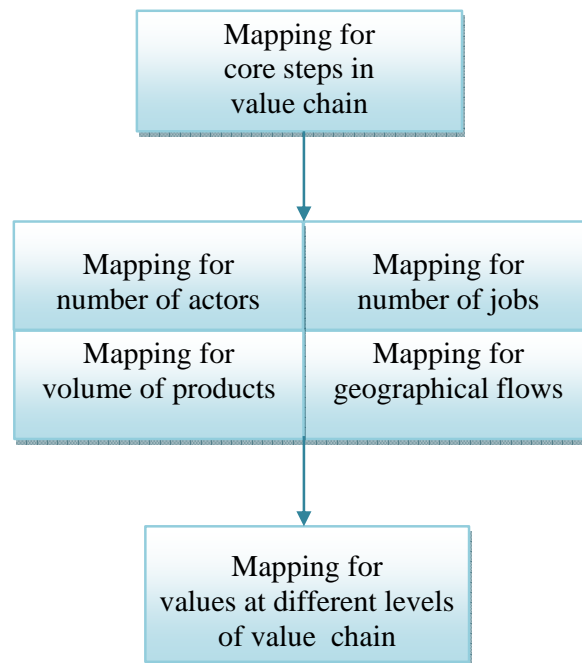 Mapping for
core steps in
value chain
Mapping for
number of actors
Mapping for
number of jobs
Mapping for
volume of products
Mapping for
geographical flows
Mapping for
values at different levels
of value  chain